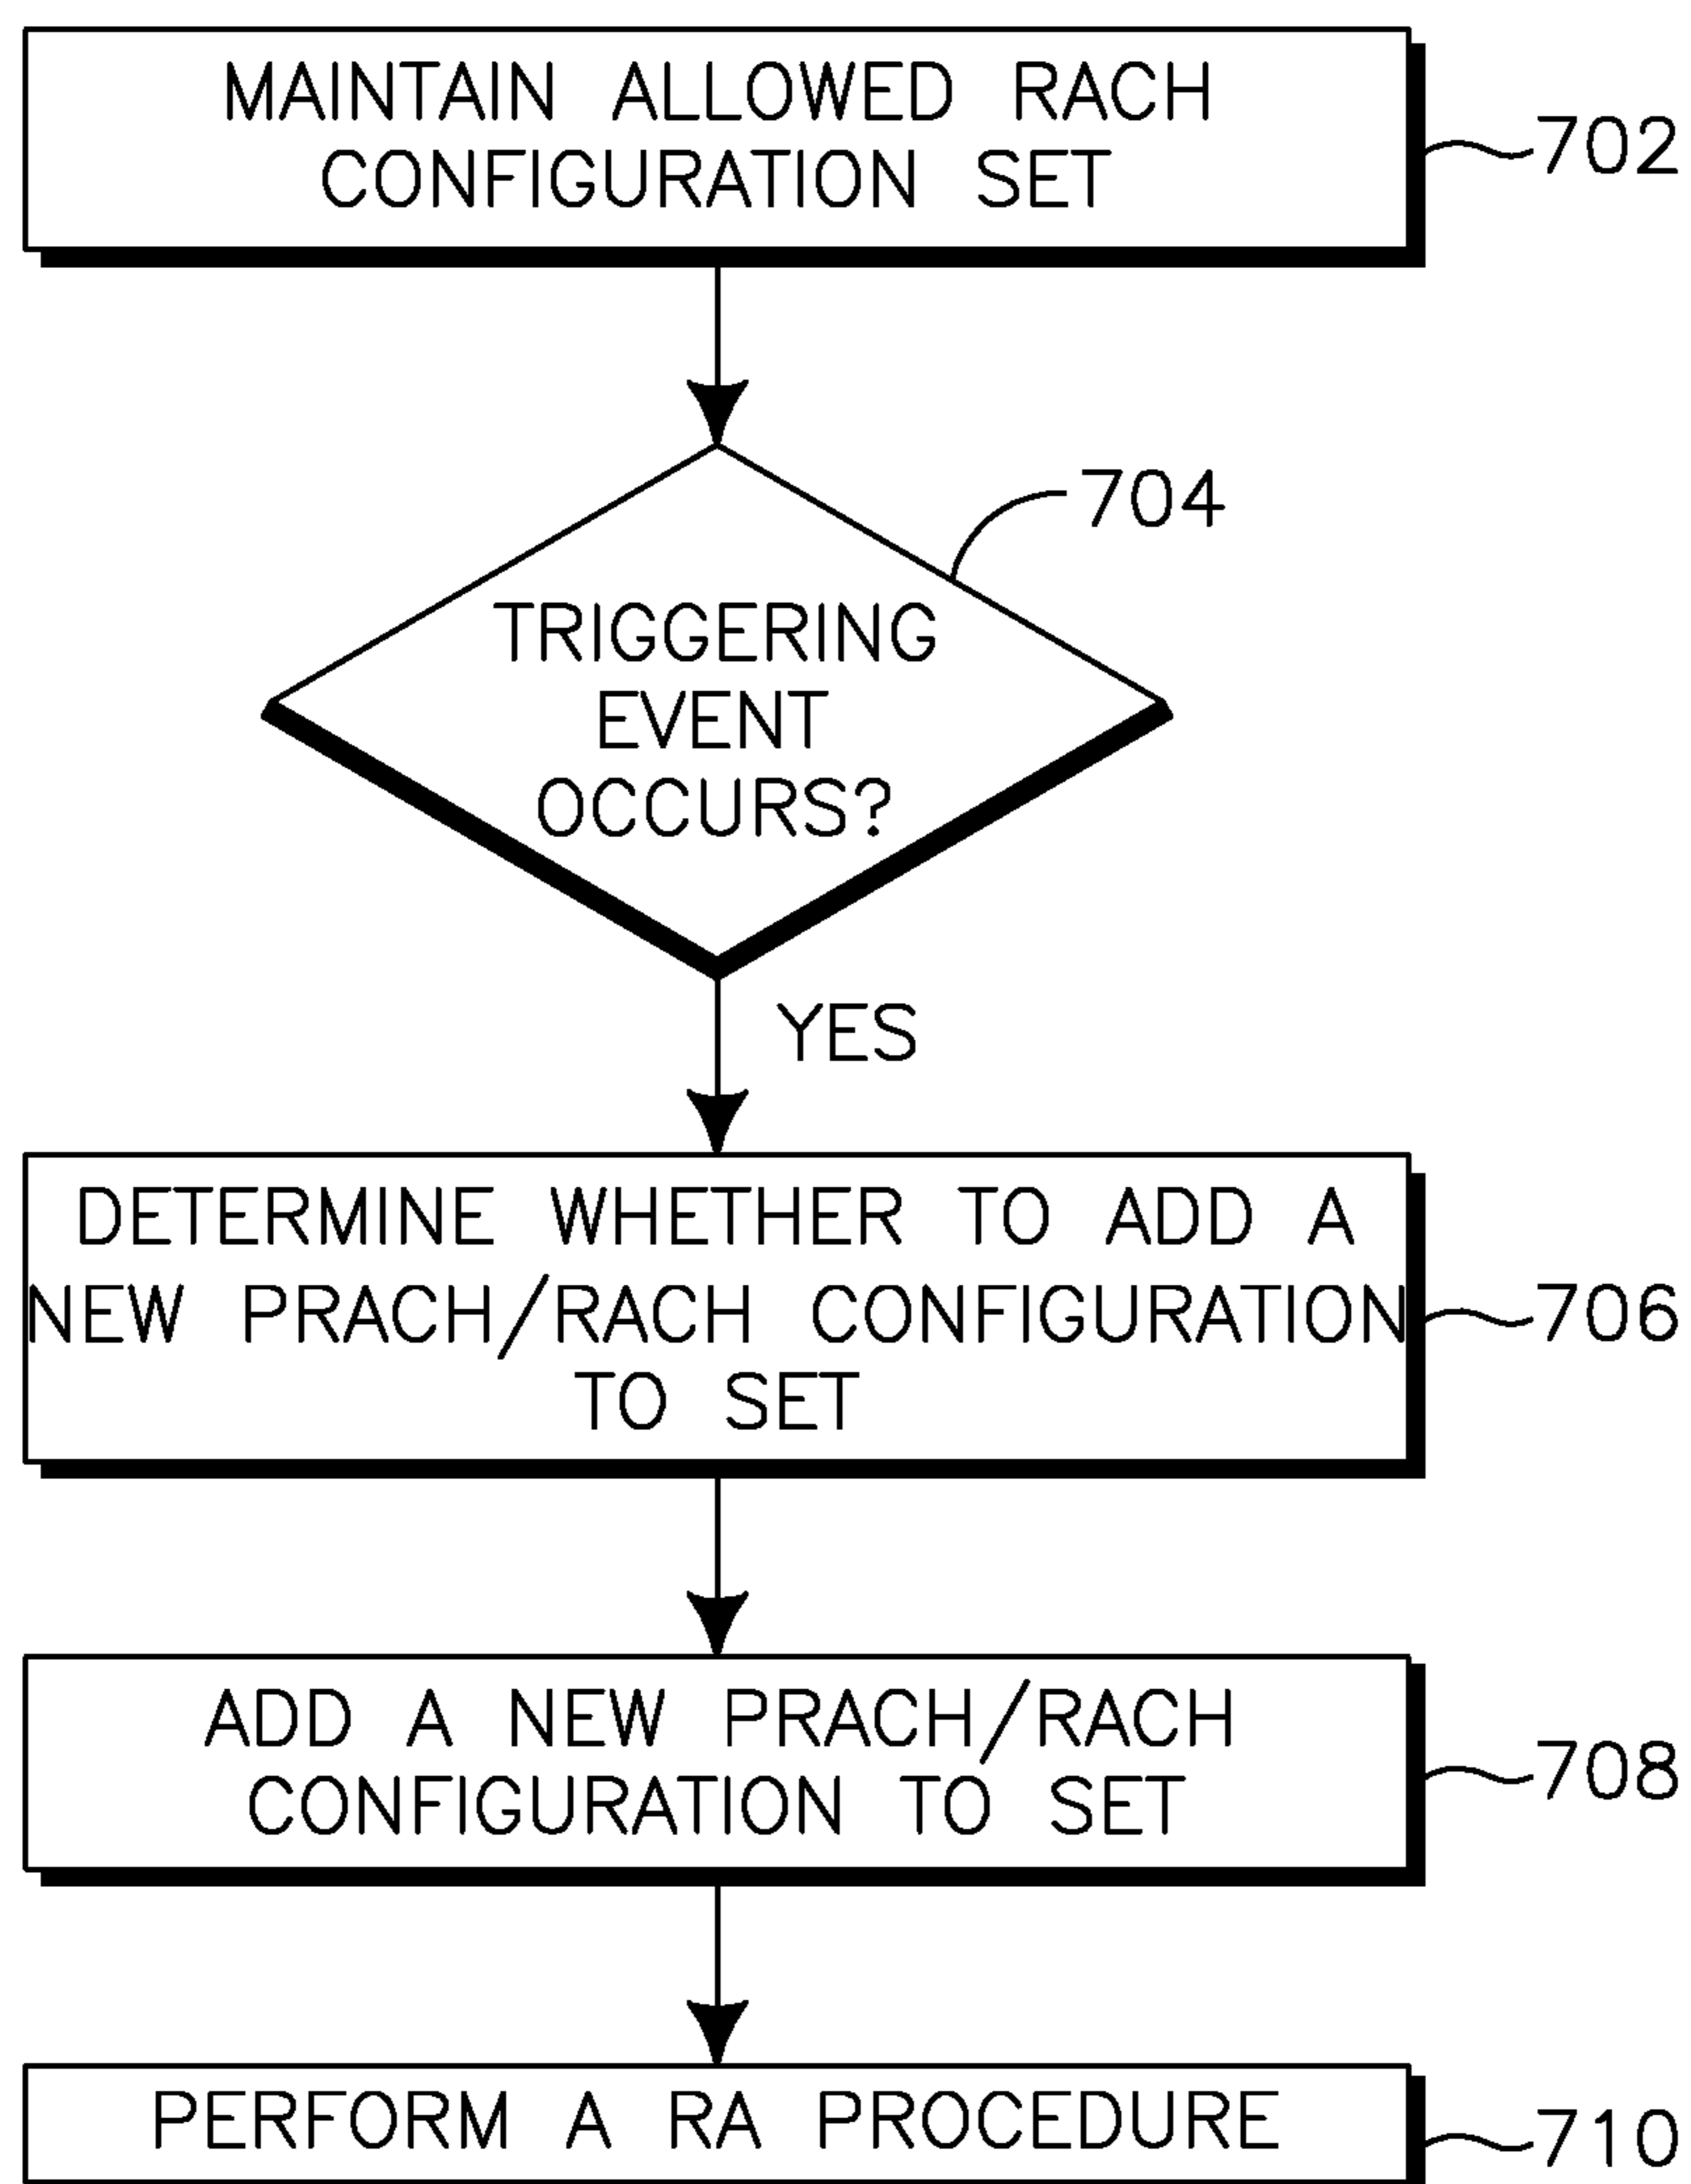 MAINTAIN ALLOWED RACH
CONFIGURATION SET
702
704
TRIGGERING
EVENT
OCCURS?
YES
DETERMINE WHETHER TO ADD A
NEW PRACH/RACH CONFIGURATION
TO SET
706
ADD A NEW PRACH/RACH
CONFIGURATION TO SET
708
PERFORM A RA PROCEDURE
710